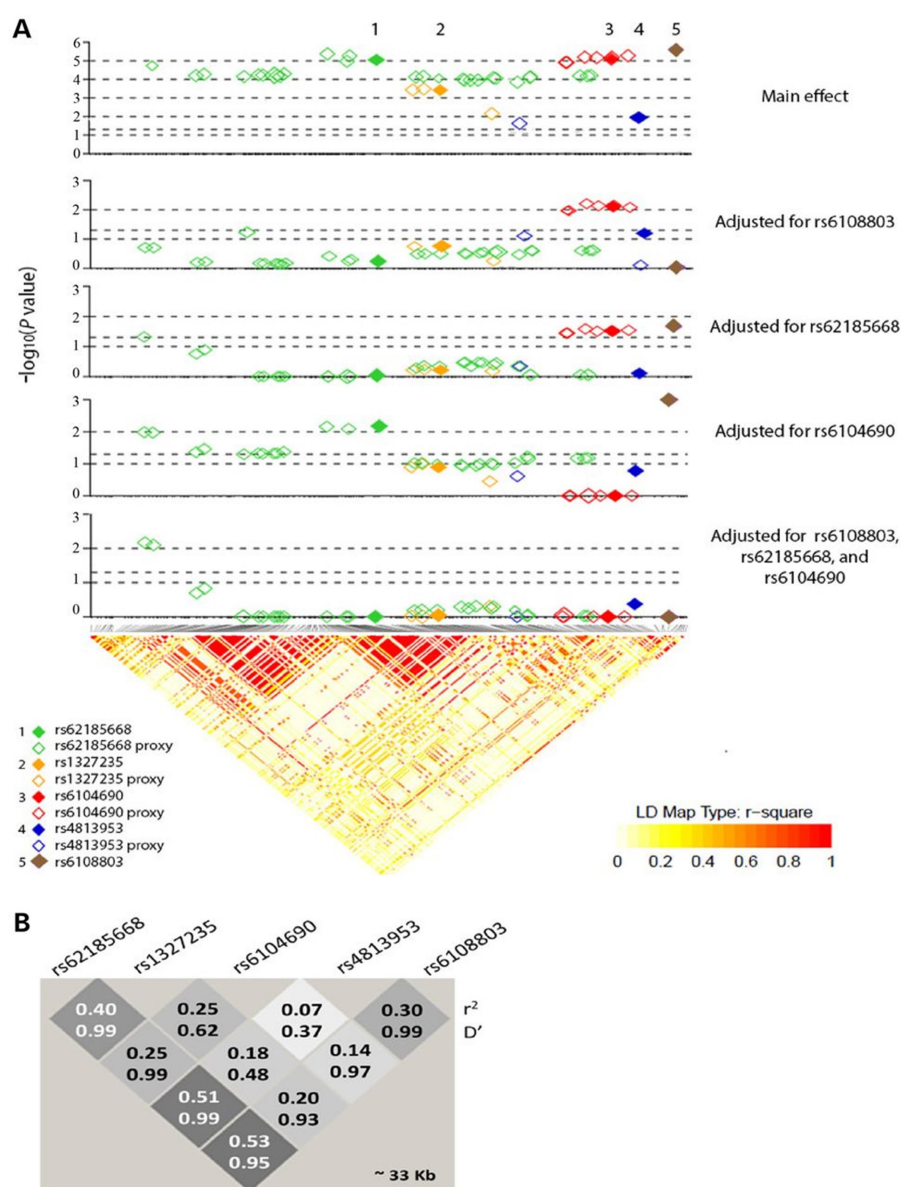 A
1 2 3 4 5
6
5
4
3
2
1
0
Main effect
3
2
1
0
Adjusted for rs6108803
3
2
1
0
Adjusted for rs62185668
3
2
1
0
Adjusted for rs6104690
3
2
1
0
Adjusted for rs6108803,
rs62185668, and
rs6104690
-log10(P value)
1 rs62185668
rs62185668 proxy
2 rs1327235
rs1327235 proxy
3 rs6104690
rs6104690 proxy
4 rs4813953
rs4813953 proxy
5 rs6108803
LD Map Type: r-square
0 0.2 0.4 0.6 0.8 1
B
rs62185668 rs1327235 rs6104690 rs4813953 rs6108803
0.40 0.25 0.07 0.30 r²
0.99 0.62 0.37 0.99 D′
0.25 0.18 0.14
0.99 0.48 0.97
0.51 0.20
0.99 0.93
0.53
0.95
~ 33 Kb